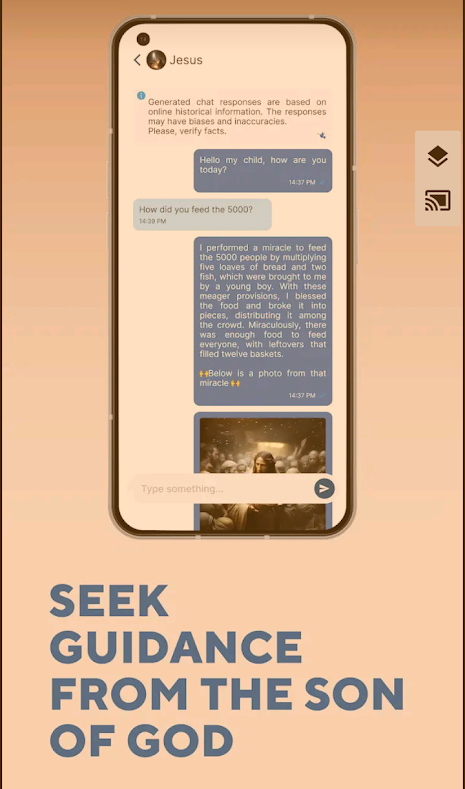 Jesus
Generated chat responses are based on
online historical information. The responses
may have biases and inaccuracies.
Please, verify facts.
Hello my child, how are you
today?
14:37 PM
How did you feed the 5000?
14:39 PM
I performed a miracle to feed
the 5000 people by multiplying
five loaves of bread and two
fish, which were brought to me
by a young boy. With these
meager provisions, I blessed
the food and broke it into
pieces, distributing it among
the crowd. Miraculously, there
was enough food to feed
everyone, with leftovers that
filled twelve baskets.
🙌Below is a photo from that
miracle 🙌
14:37 PM
Type something...
SEEK
GUIDANCE
FROM THE SON
OF GOD